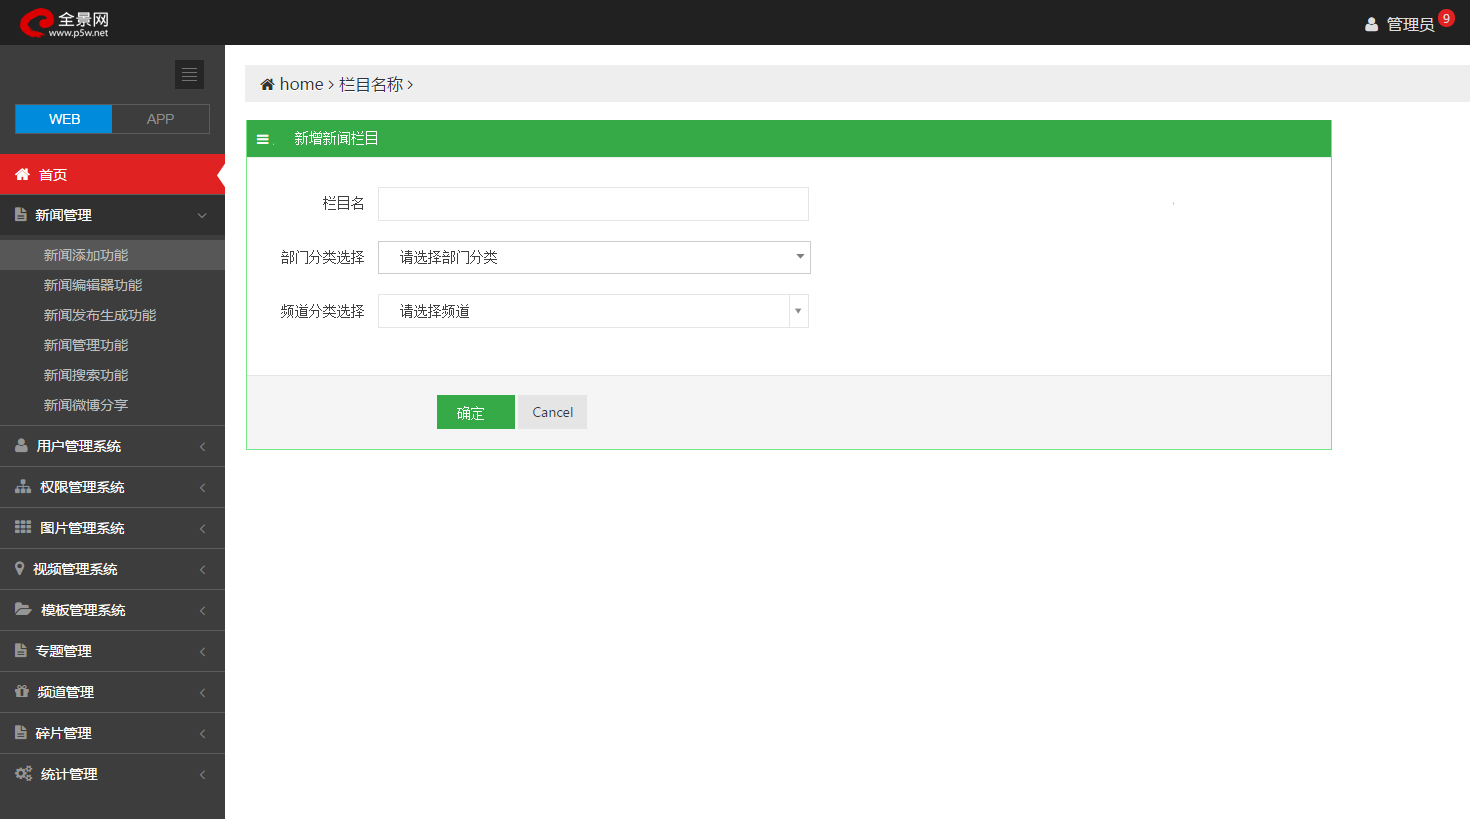 全景网
www.p5w.net
管理员 9
WEB APP
首页
新闻管理
新闻添加功能
新闻编辑器功能
新闻发布生成功能
新闻管理功能
新闻搜索功能
新闻微博分享
用户管理系统
权限管理系统
图片管理系统
视频管理系统
模板管理系统
专题管理
频道管理
碎片管理
统计管理
home > 栏目名称 >
新增新闻栏目
栏目名
部门分类选择 请选择部门分类
频道分类选择 请选择频道
确定 Cancel